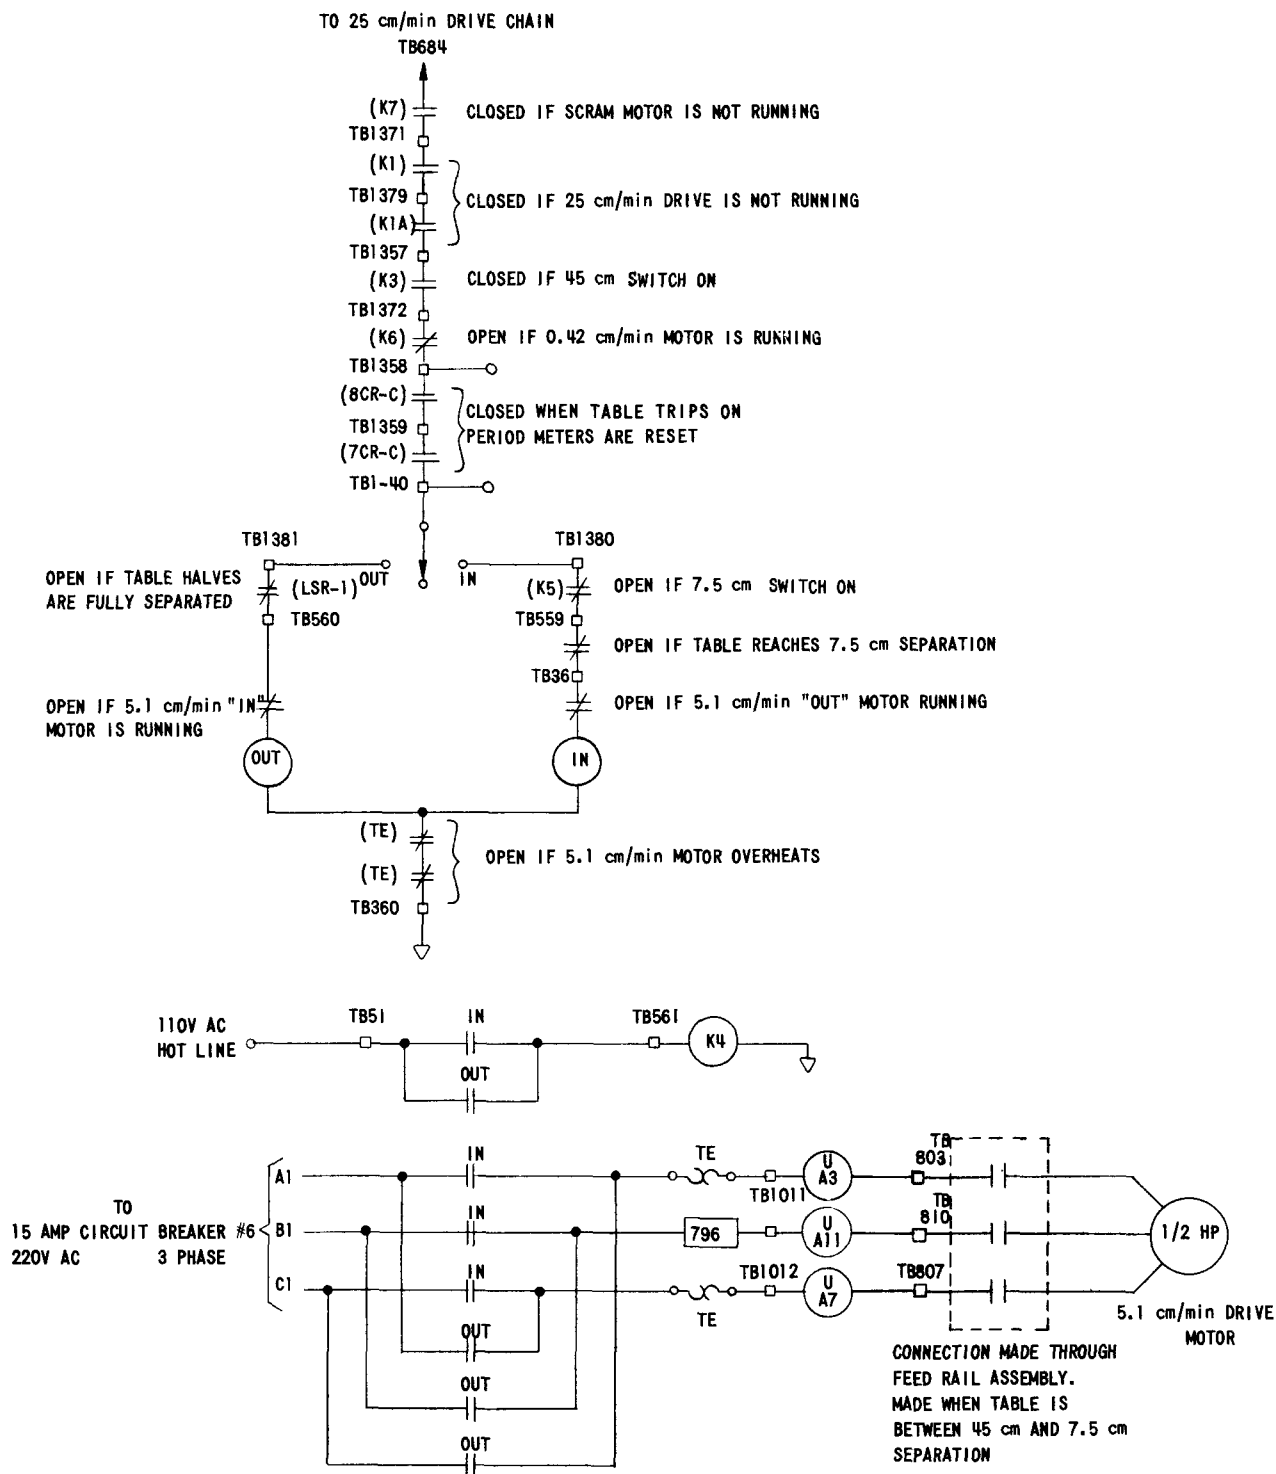 TO 25 cm/min DRIVE CHAIN
TB684
(K7) CLOSED IF SCRAM MOTOR IS NOT RUNNING
TB1371
(K1)
TB1379 CLOSED IF 25 cm/min DRIVE IS NOT RUNNING
(K1A)
TB1357
(K3) CLOSED IF 45 cm SWITCH ON
TB1372
(K6) OPEN IF 0.42 cm/min MOTOR IS RUNNING
TB1358
(8CR-C)
CLOSED WHEN TABLE TRIPS ON
TB1359
PERIOD METERS ARE RESET
(7CR-C)
TB1-40
TB1381 TB1380
OPEN IF TABLE HALVES
ARE FULLY SEPARATED
(LSR-1) OUT IN (K5) OPEN IF 7.5 cm SWITCH ON
TB560 TB559
OPEN IF TABLE REACHES 7.5 cm SEPARATION
TB36
OPEN IF 5.1 cm/min "IN"
MOTOR IS RUNNING
OPEN IF 5.1 cm/min "OUT" MOTOR RUNNING
OUT IN
(TE)
OPEN IF 5.1 cm/min MOTOR OVERHEATS
(TE)
TB360
110V AC
HOT LINE
TB51 IN TB561
K4
OUT
TO
15 AMP CIRCUIT BREAKER #6
220V AC 3 PHASE
A1 IN TE TB1011 U A3 TB 803
B1 IN 796 U A11 TB 810
C1 IN TE TB1012 U A7 TB807
1/2 HP
5.1 cm/min DRIVE
MOTOR
OUT
OUT
OUT
CONNECTION MADE THROUGH
FEED RAIL ASSEMBLY.
MADE WHEN TABLE IS
BETWEEN 45 cm AND 7.5 cm
SEPARATION